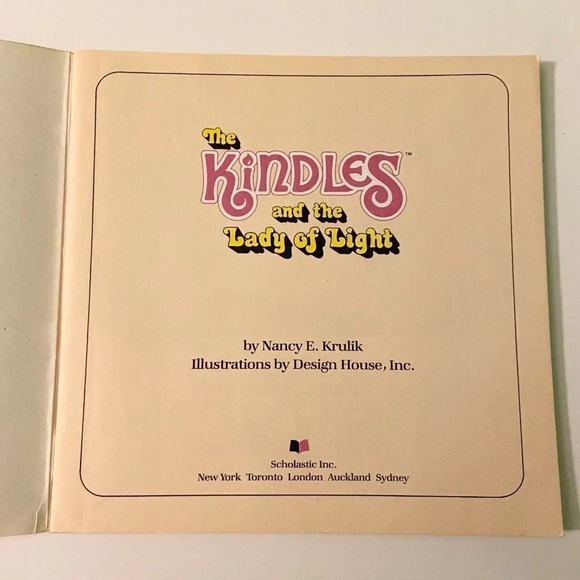 The
KINDLES™
and the
Lady of Light
by Nancy E. Krulik
Illustrations by Design House, Inc.
Scholastic Inc.
New York Toronto London Auckland Sydney